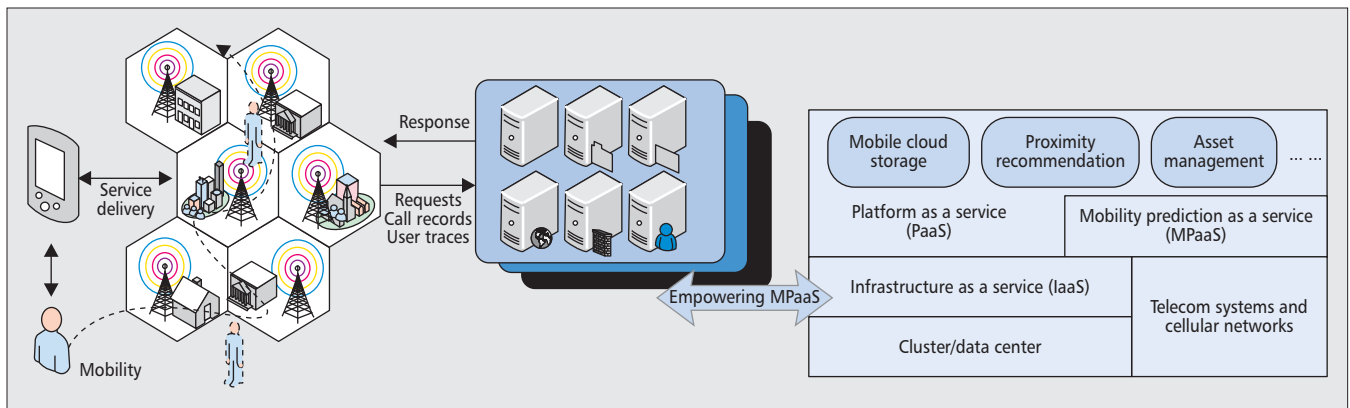 Service
delivery
Mobility
Response
Requests
Call records
User traces
Empowering MPaaS
Mobile cloud
storage
Proximity
recommendation
Asset
management
... ...
Platform as a service
(PaaS)
Mobility prediction as a service
(MPaaS)
Infrastructure as a service (IaaS)
Telecom systems and
cellular networks
Cluster/data center